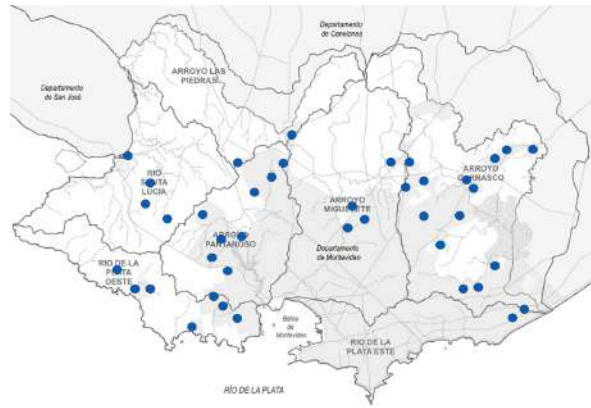 Departamento
de Canelones
ARROYO LAS
PIEDRAS
Departamento
de San José
RIO
SANTA
LUCIA
ARROYO
CARRASCO
ARROYO
MIGUELETE
ARROYO
PANTANOSO
Departamento
de Montevideo
RIO DE LA
PLATA
OESTE
Bahía
de
Montevideo
RIO DE LA
PLATA ESTE
RÍO DE LA PLATA